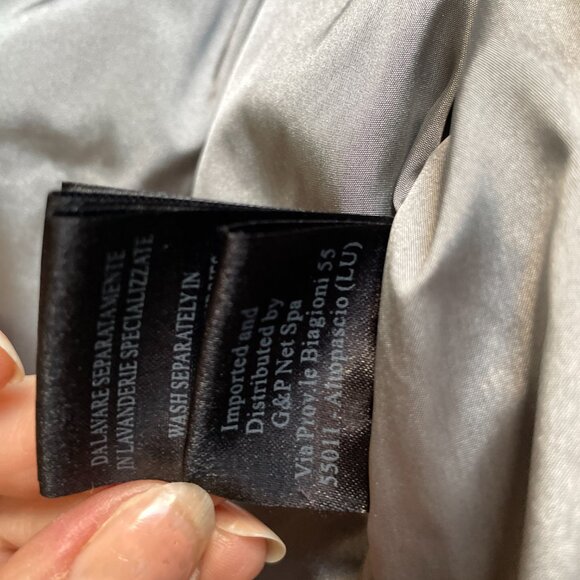 DA LAVARE SEPARATAMENTE
IN LAVANDERIE SPECIALIZZATE
WASH SEPARATELY IN
Imported and
Distributed by
G&P Net Spa
Via Prov.le Biagioni 55
55011 - Altopascio (LU)